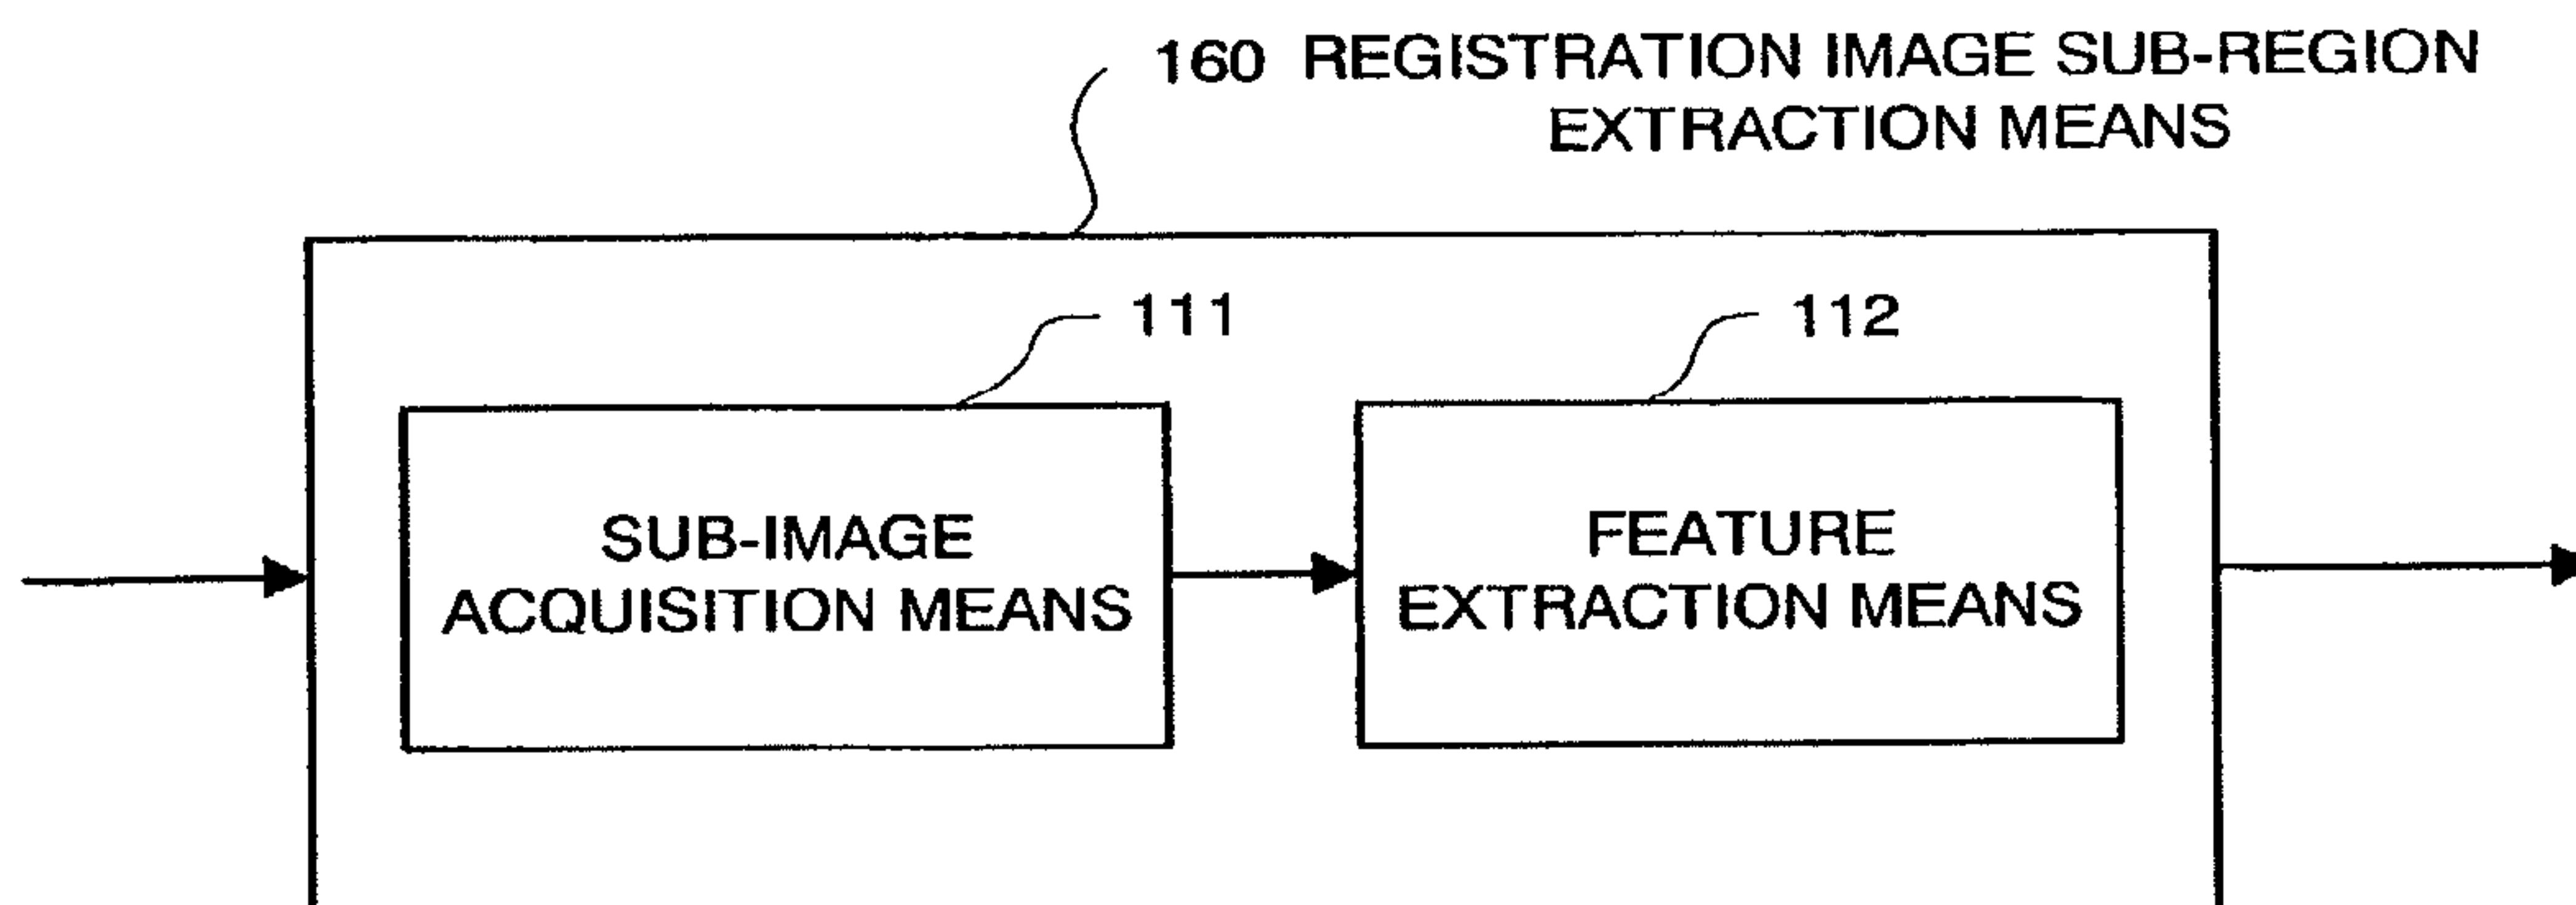 160 REGISTRATION IMAGE SUB-REGION
EXTRACTION MEANS
111
112
SUB-IMAGE
ACQUISITION MEANS
FEATURE
EXTRACTION MEANS